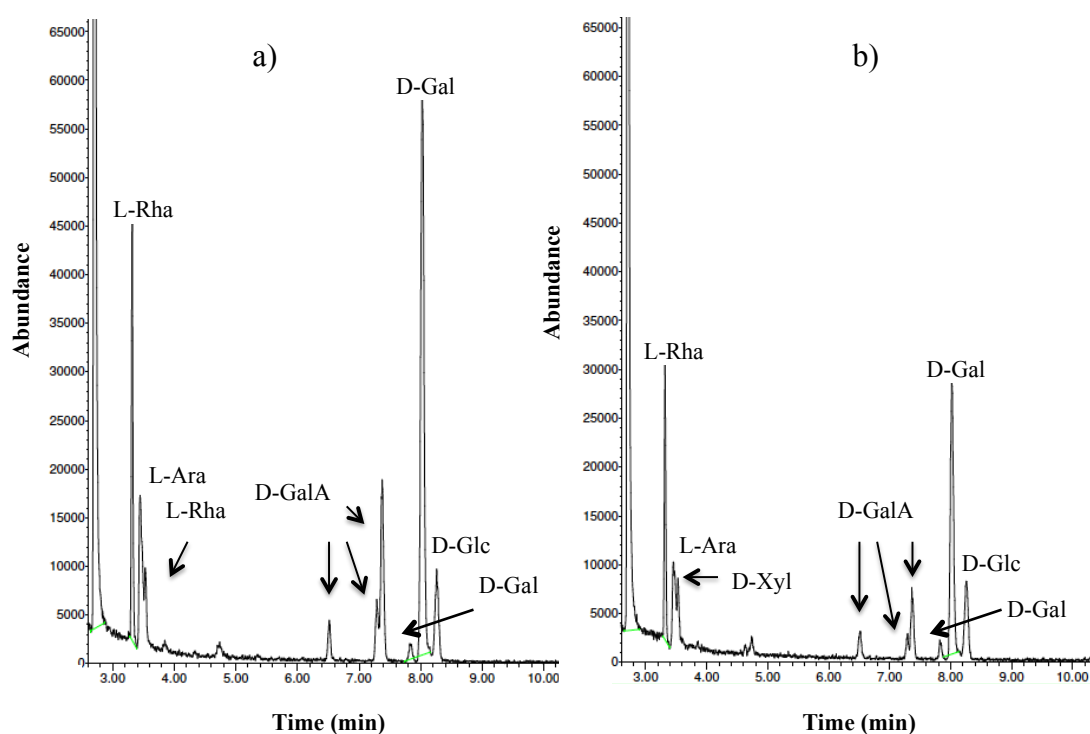 a)
65000
60000
55000
50000
45000
40000
35000
30000
25000
20000
15000
10000
5000
0
Abundance
D-Gal
L-Rha
L-Ara
L-Rha
D-GalA
D-Glc
D-Gal
3.00 4.00 5.00 6.00 7.00 8.00 9.00 10.00
Time (min)
b)
65000
60000
55000
50000
45000
40000
35000
30000
25000
20000
15000
10000
5000
0
Abundance
L-Rha
D-Gal
D-GalA
L-Ara
D-Xyl
D-Glc
D-Gal
3.00 4.00 5.00 6.00 7.00 8.00 9.00 10.00
Time (min)